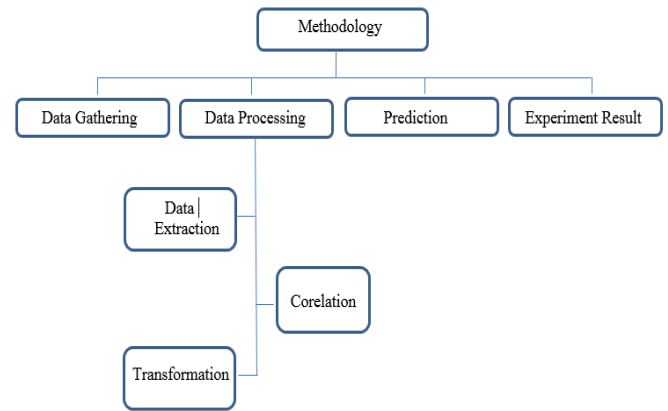 Methodology
Data Gathering
Data Processing
Prediction
Experiment Result
Data
Extraction
Corelation
Transformation